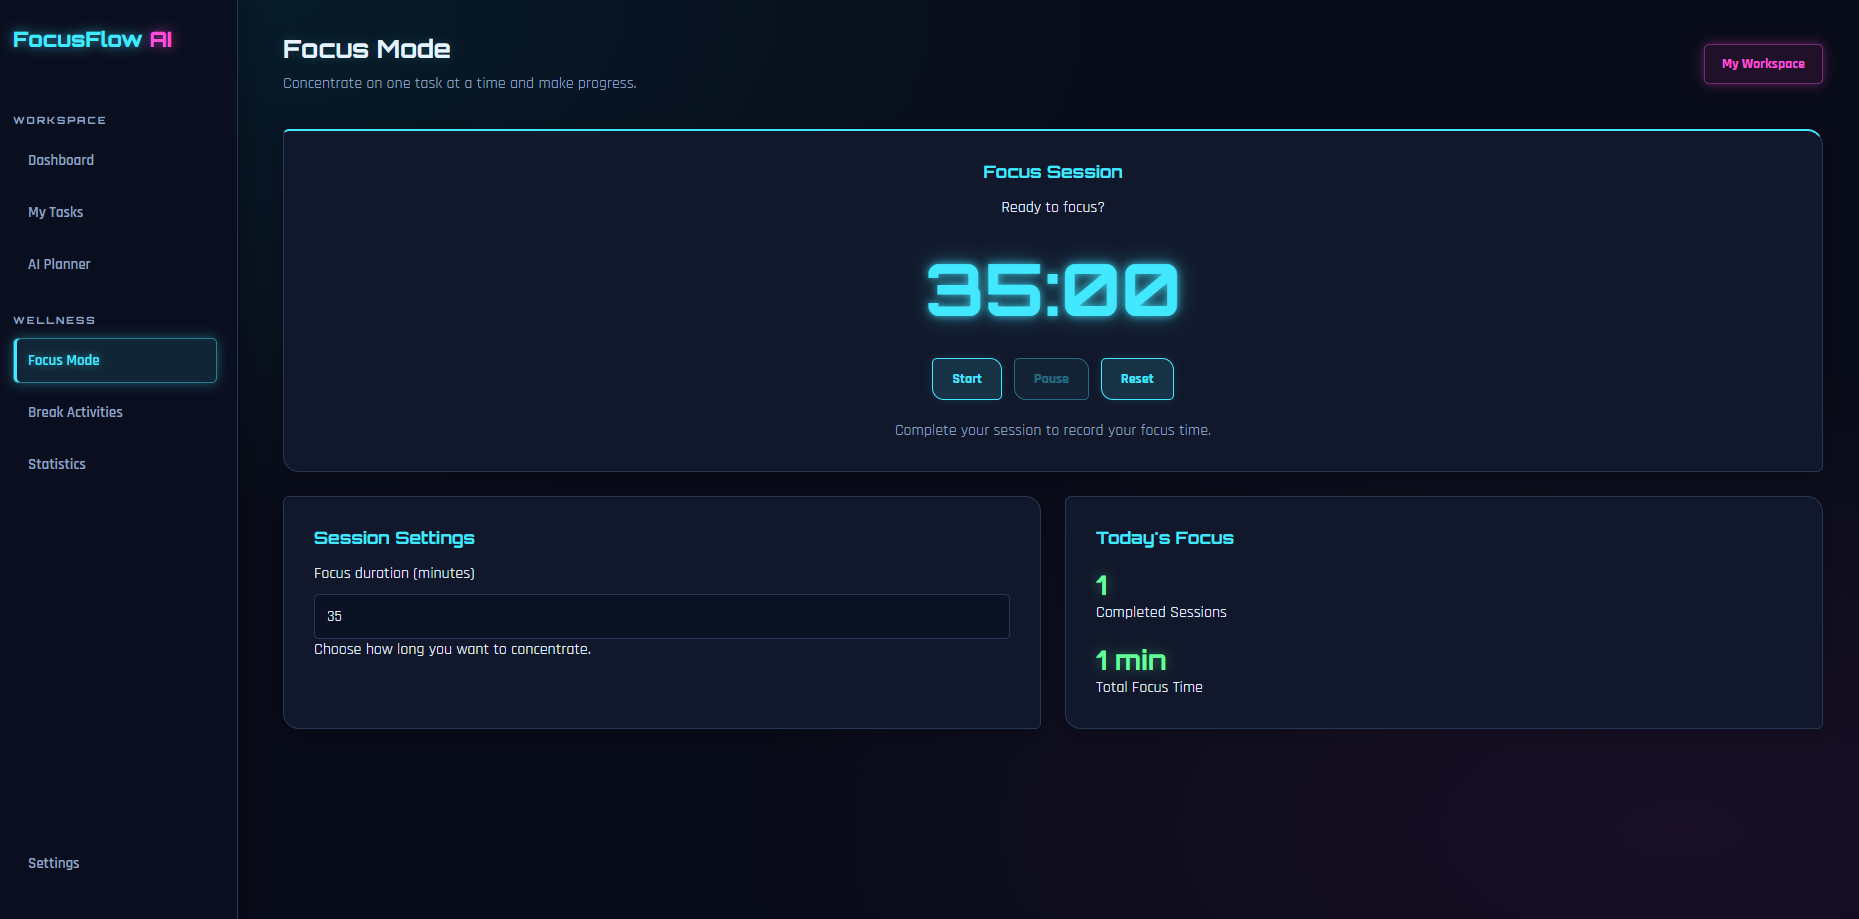 FocusFlow AI
WORKSPACE
Dashboard
My Tasks
AI Planner
WELLNESS
Focus Mode
Break Activities
Statistics
Settings
Focus Mode
Concentrate on one task at a time and make progress.
My Workspace
Focus Session
Ready to focus?
35:00
Start
Pause
Reset
Complete your session to record your focus time.
Session Settings
Focus duration (minutes)
35
Choose how long you want to concentrate.
Today's Focus
1
Completed Sessions
1 min
Total Focus Time